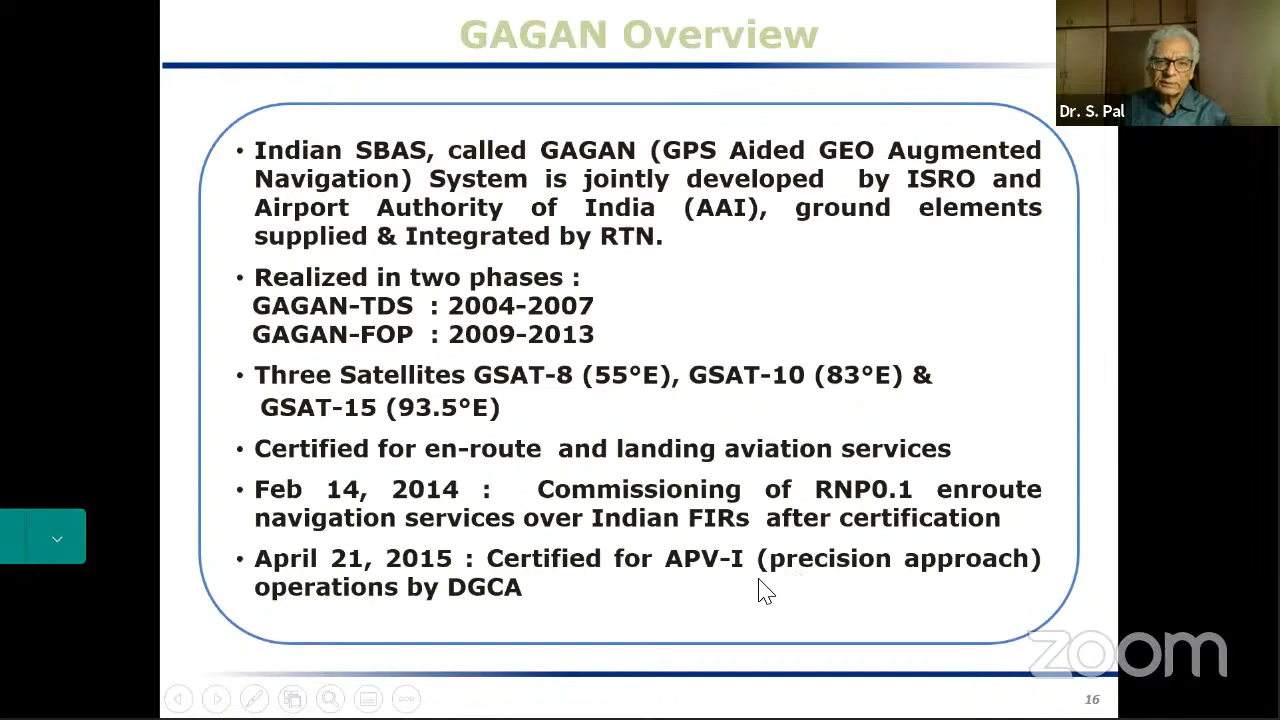 GAGAN Overview
Dr. S. Pal
• Indian SBAS, called GAGAN (GPS Aided GEO Augmented
Navigation) System is jointly developed by ISRO and
Airport Authority of India (AAI), ground elements
supplied & Integrated by RTN.
• Realized in two phases :
GAGAN-TDS : 2004-2007
GAGAN-FOP : 2009-2013
• Three Satellites GSAT-8 (55°E), GSAT-10 (83°E) &
GSAT-15 (93.5°E)
• Certified for en-route and landing aviation services
• Feb 14, 2014 : Commissioning of RNP0.1 enroute
navigation services over Indian FIRs after certification
• April 21, 2015 : Certified for APV-I (precision approach)
operations by DGCA
zoom
16